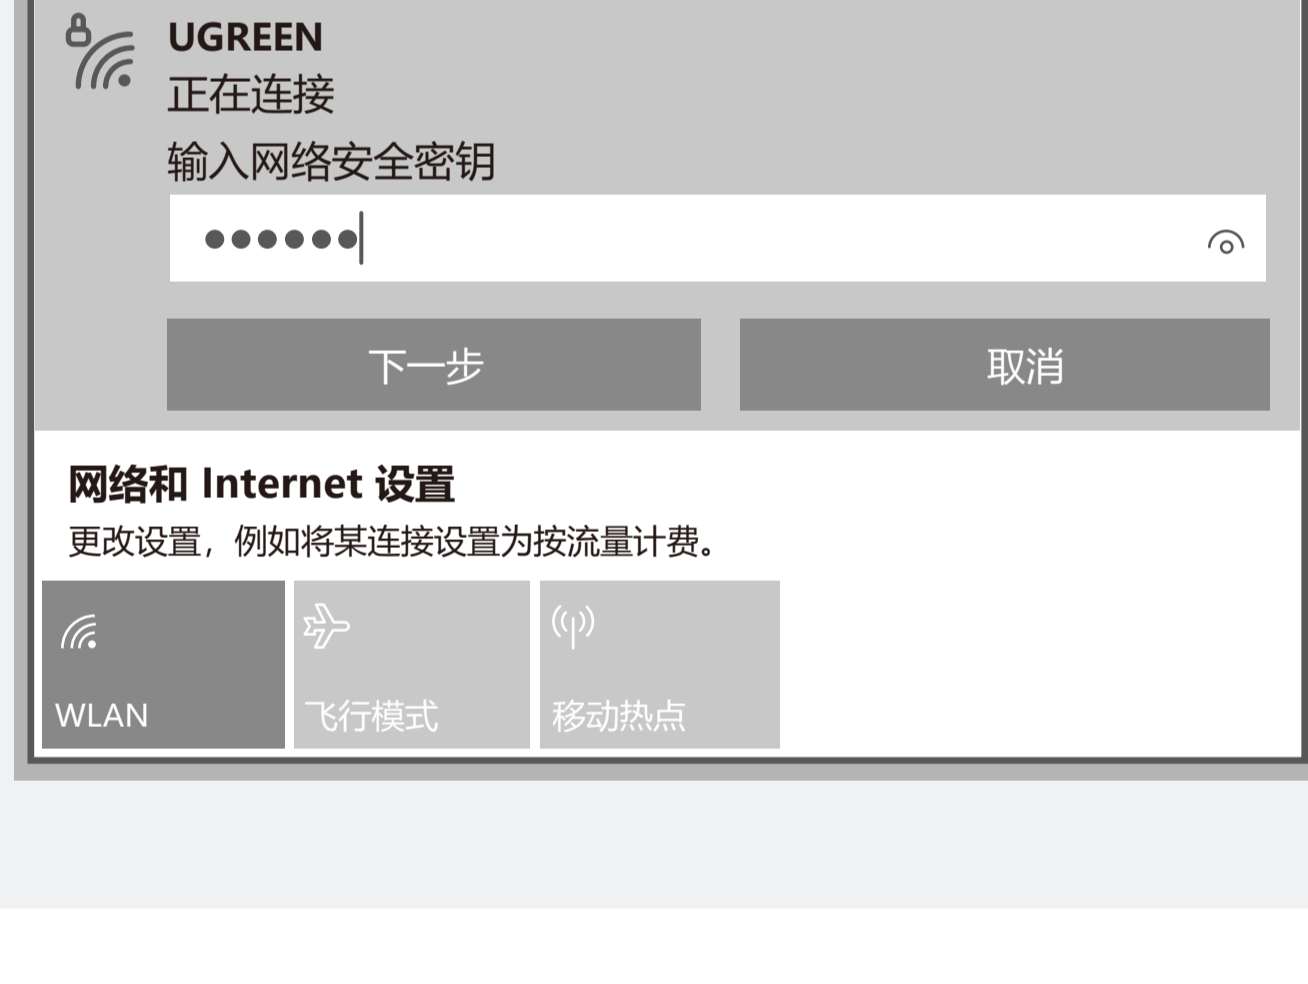 UGREEN
正在连接
输入网络安全密钥
下一步
取消
网络和 Internet 设置
更改设置，例如将某连接设置为按流量计费。
WLAN
飞行模式
移动热点